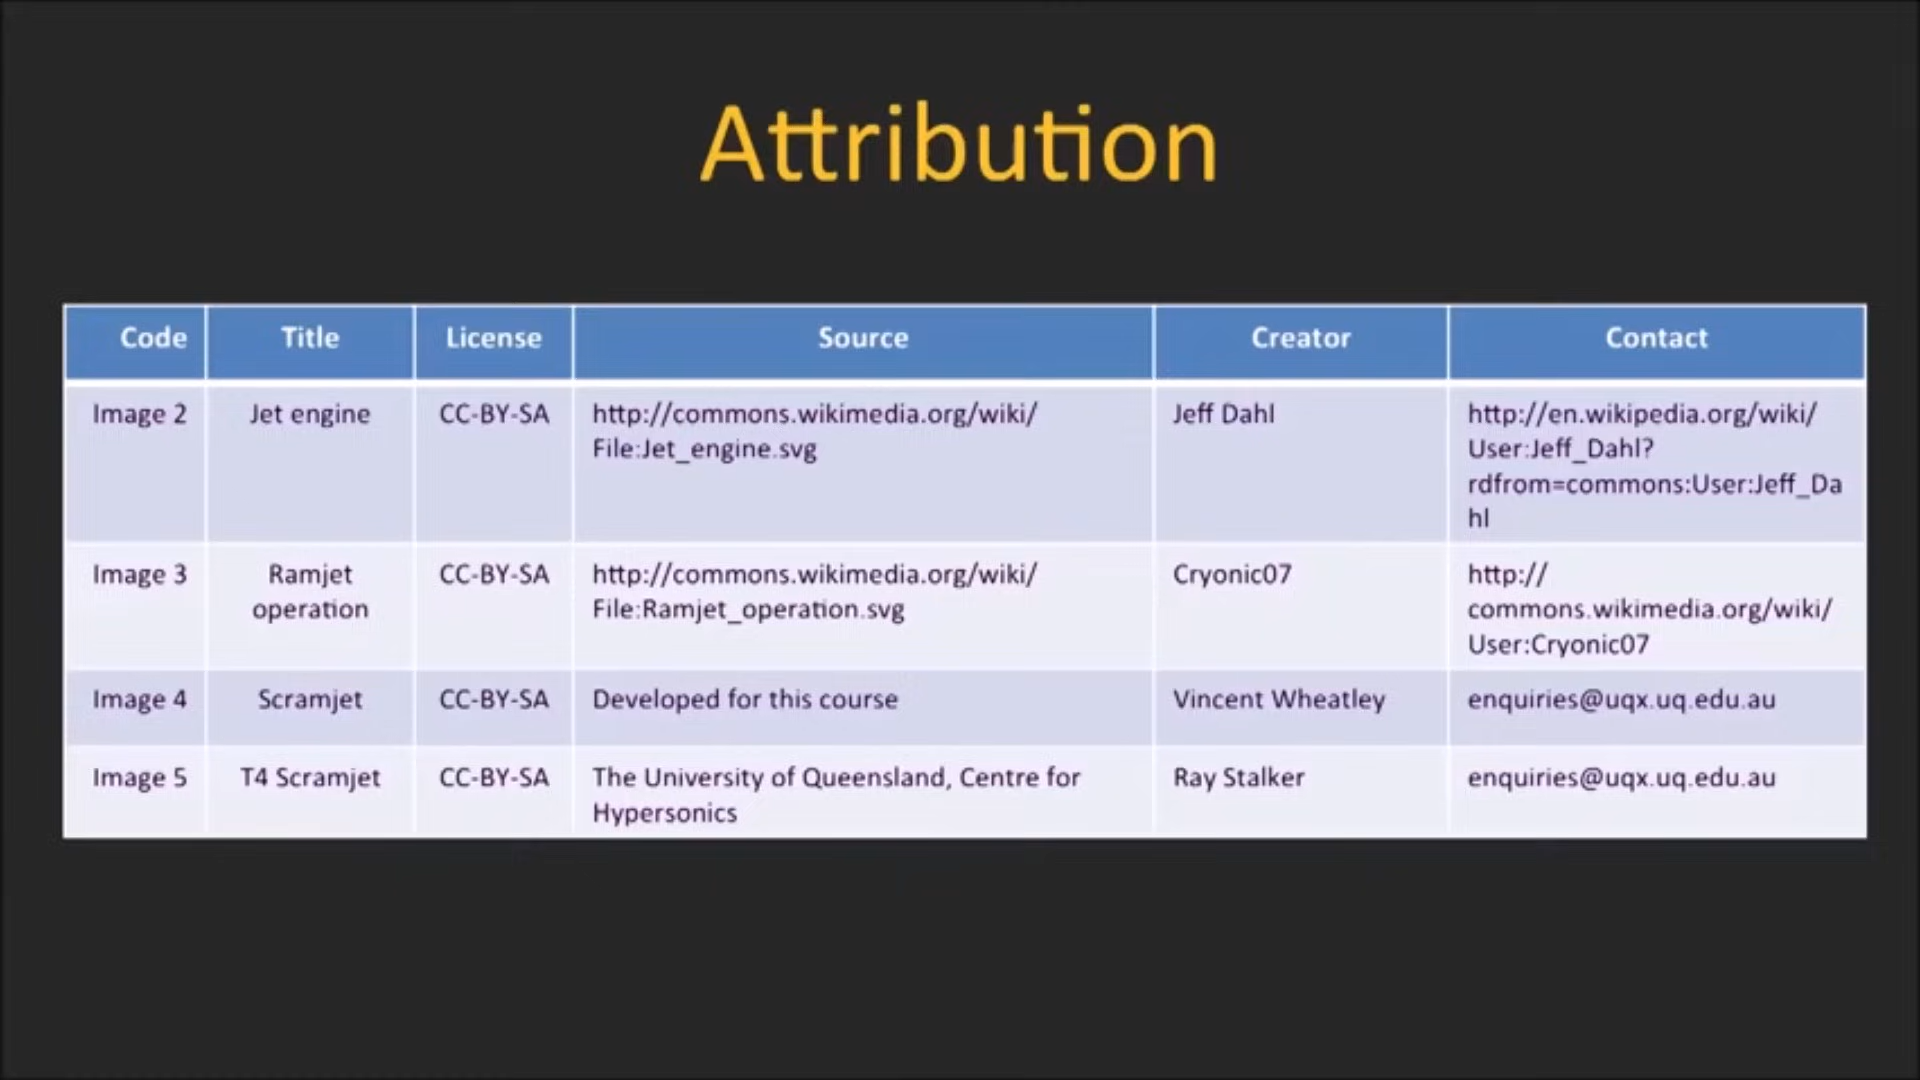 Attribution
Code Title License Source Creator Contact
Image 2 Jet engine CC-BY-SA http://commons.wikimedia.org/wiki/ Jeff Dahl http://en.wikipedia.org/wiki/
File:Jet_engine.svg User:Jeff_Dahl?
rdfrom=commons:User:Jeff_Da
hl
Image 3 Ramjet CC-BY-SA http://commons.wikimedia.org/wiki/ Cryonic07 http://
operation File:Ramjet_operation.svg commons.wikimedia.org/wiki/
User:Cryonic07
Image 4 Scramjet CC-BY-SA Developed for this course Vincent Wheatley enquiries@uqx.uq.edu.au
Image 5 T4 Scramjet CC-BY-SA The University of Queensland, Centre for Ray Stalker enquiries@uqx.uq.edu.au
Hypersonics